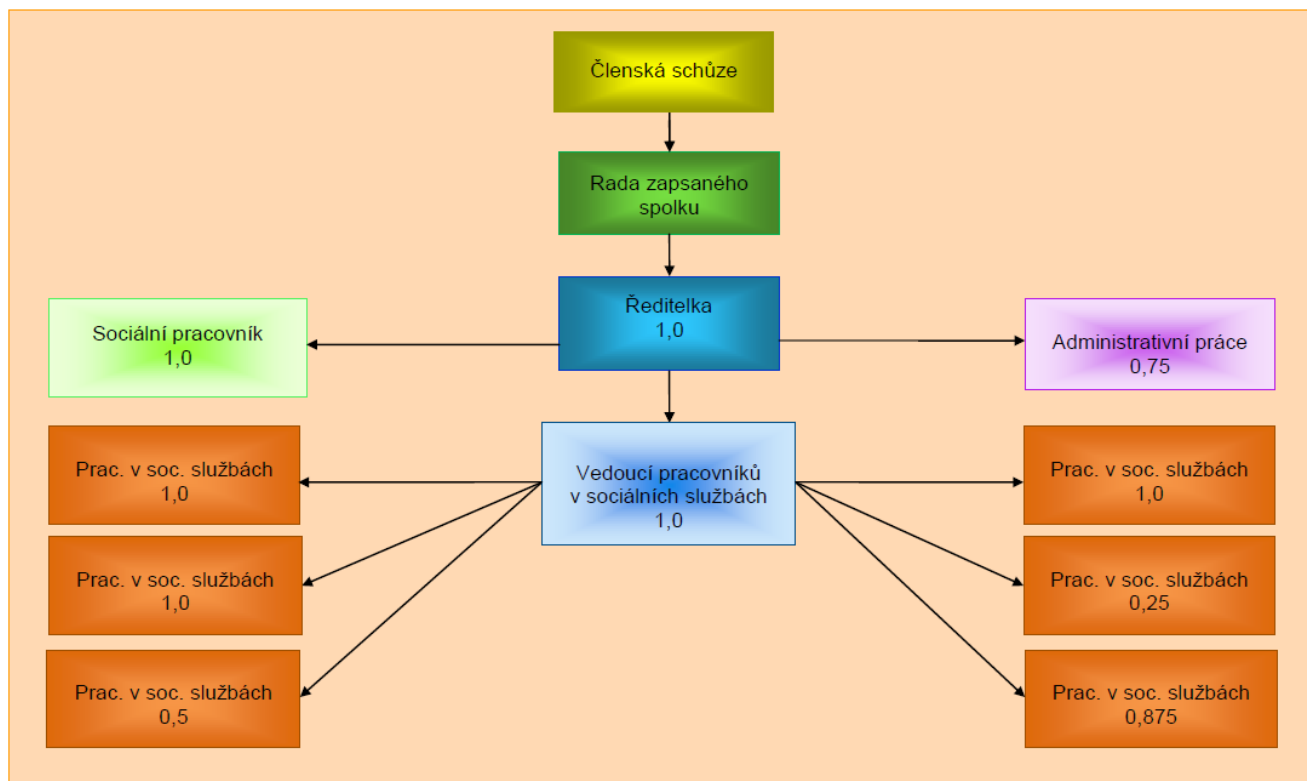 Členská schůze
Rada zapsaného
spolku
Ředitelka
1,0
Sociální pracovník
1,0
Administrativní práce
0,75
Vedoucí pracovníků
v sociálních službách
1,0
Prac. v soc. službách
1,0
Prac. v soc. službách
1,0
Prac. v soc. službách
0,5
Prac. v soc. službách
1,0
Prac. v soc. službách
0,25
Prac. v soc. službách
0,875